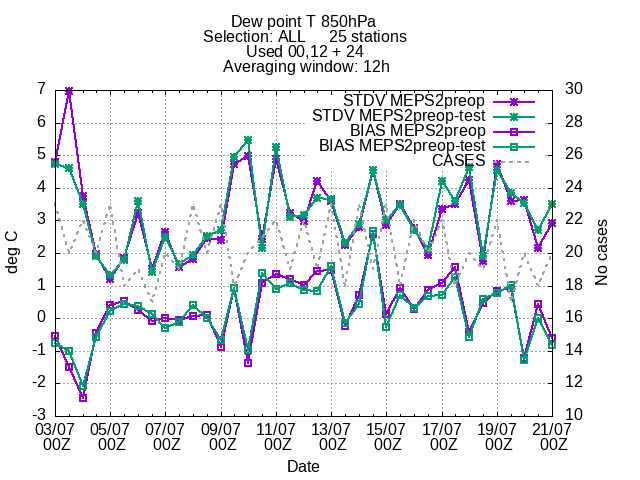 Dew point T 850hPa
Selection: ALL 25 stations
Used 00,12 + 24
Averaging window: 12h
STDV MEPS2preop
STDV MEPS2preop-test
BIAS MEPS2preop
BIAS MEPS2preop-test
CASES
deg C
7
6
5
4
3
2
1
0
-1
-2
-3
No cases
30
28
26
24
22
20
18
16
14
12
10
03/07 05/07 07/07 09/07 11/07 13/07 15/07 17/07 19/07 21/07
00Z 00Z 00Z 00Z 00Z 00Z 00Z 00Z 00Z 00Z
Date